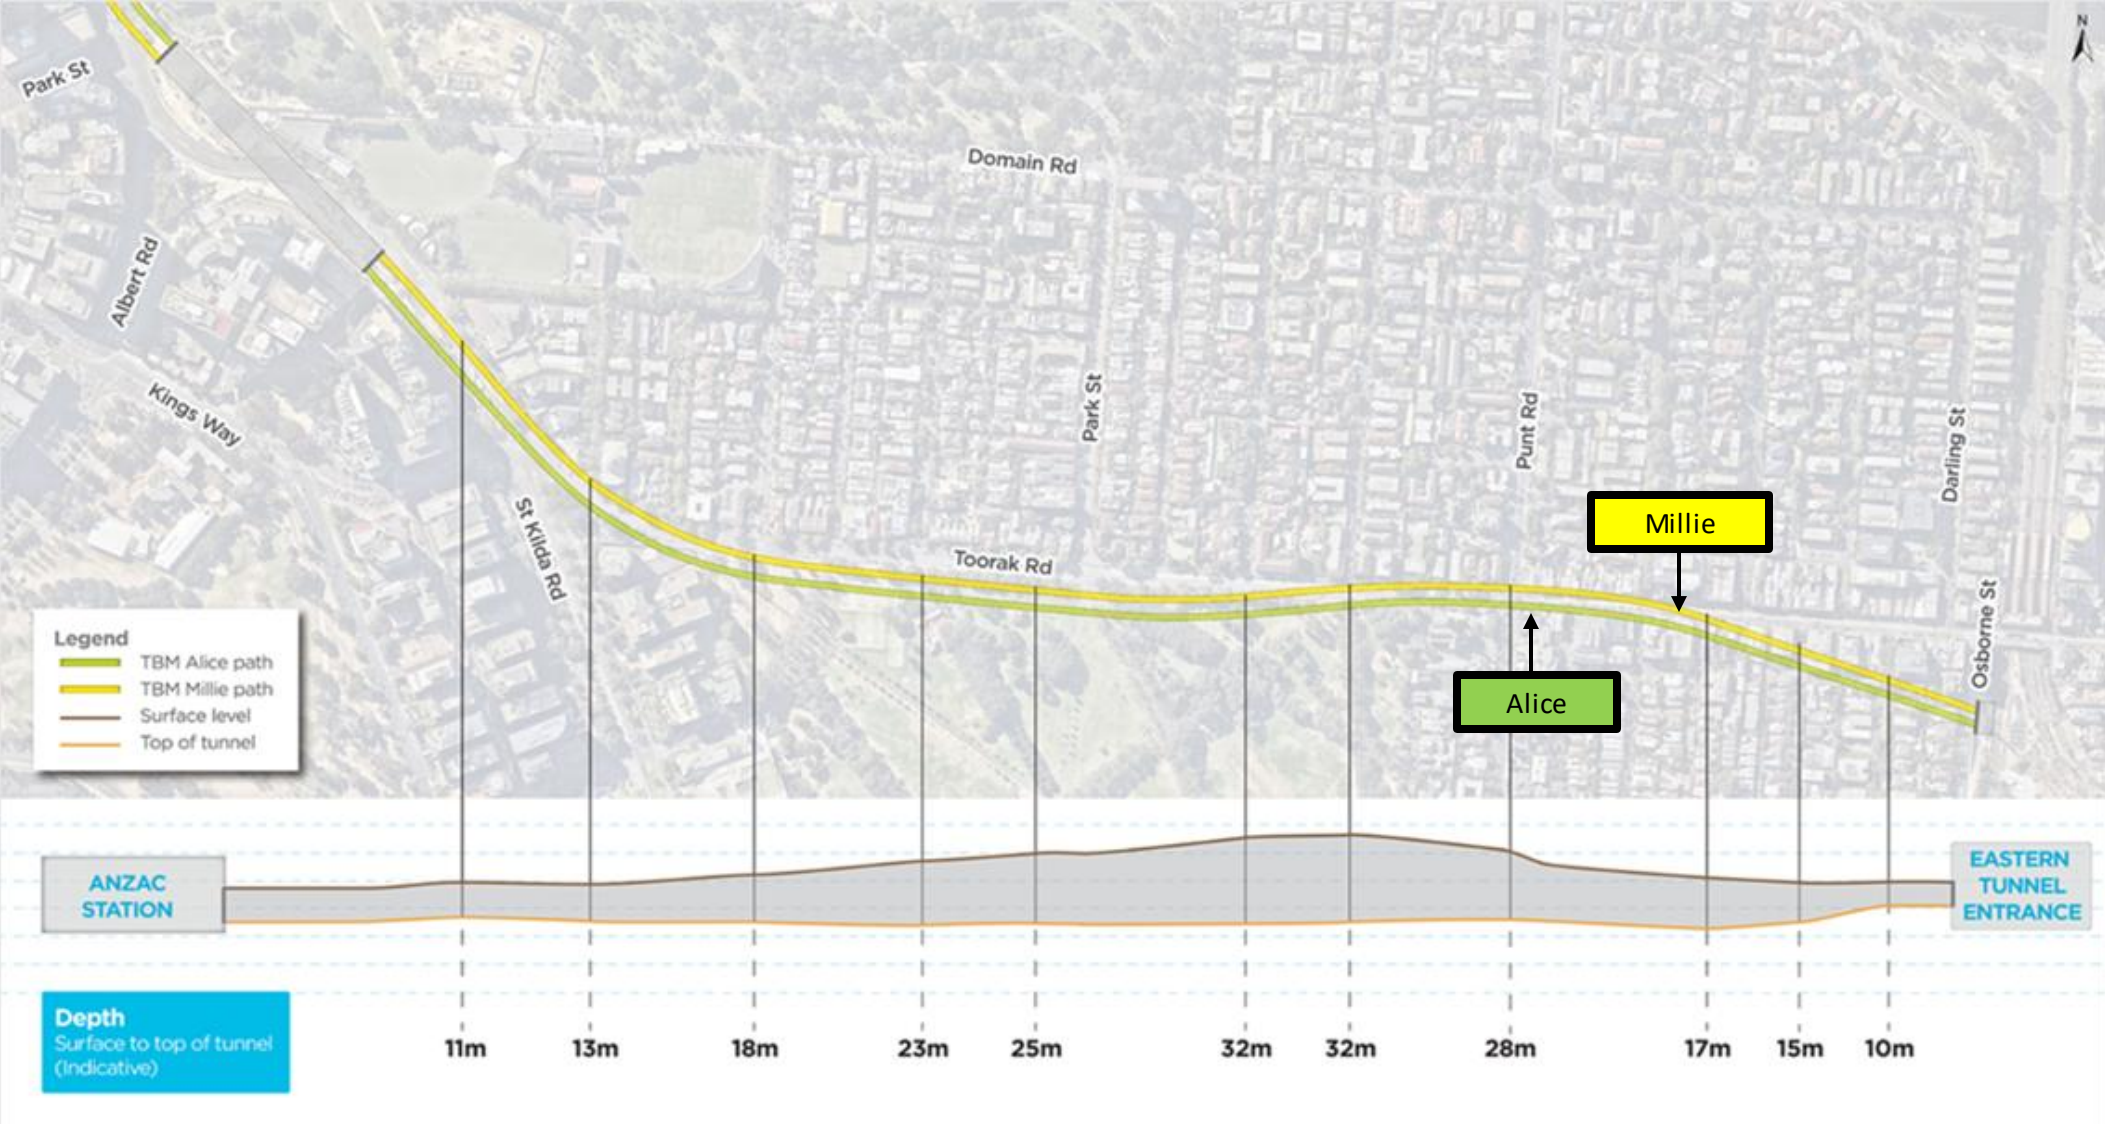 N
Park St
Domain Rd
Albert Rd
Kings Way
Park St
Punt Rd
Darling St
St Kilda Rd
Millie
Toorak Rd
Osborne St
Alice
Legend
TBM Alice path
TBM Millie path
Surface level
Top of tunnel
ANZAC
STATION
EASTERN
TUNNEL
ENTRANCE
Depth
Surface to top of tunnel
(Indicative)
11m 13m 18m 23m 25m 32m 32m 28m 17m 15m 10m